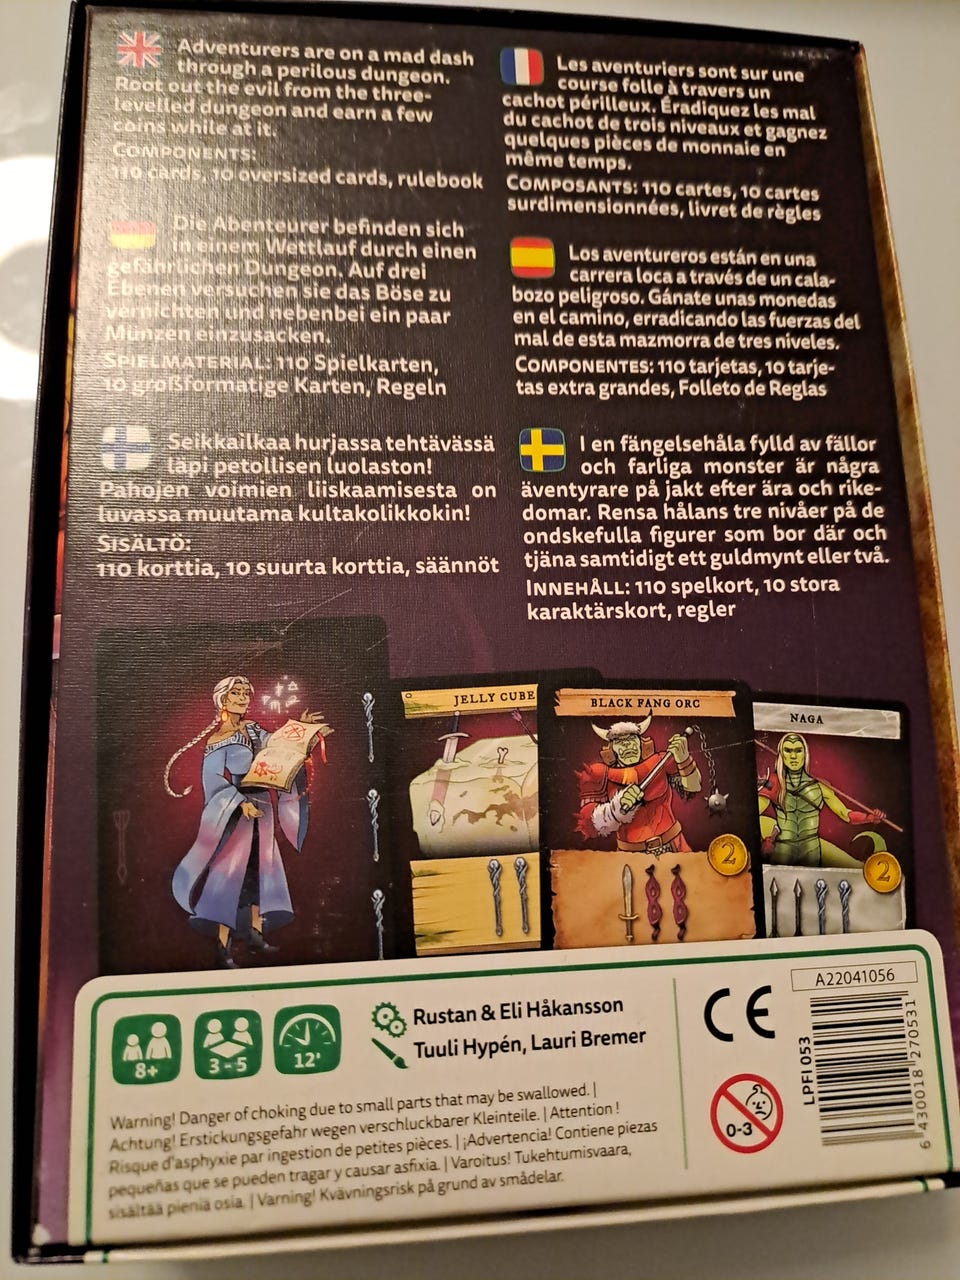 Adventurers are on a mad dash
through a perilous dungeon.
Root out the evil from the three-
levelled dungeon and earn a few
coins while at it.
COMPONENTS:
110 cards, 10 oversized cards, rulebook
Les aventuriers sont sur une
course folle à travers un
cachot périlleux. Éradiquez les mal
du cachot de trois niveaux et gagnez
quelques pièces de monnaie en
même temps.
COMPOSANTS: 110 cartes, 10 cartes
surdimensionnées, livret de règles
Die Abenteurer befinden sich
in einem Wettlauf durch einen
gefährlichen Dungeon. Auf drei
Ebenen versuchen sie das Böse zu
vernichten und nebenbei ein paar
Münzen einzusacken.
SPIELMATERIAL: 110 Spielkarten,
10 großformatige Karten, Regeln
Los aventureros están en una
carrera loca a través de un cala-
bozo peligroso. Gánate unas monedas
en el camino, erradicando las fuerzas del
mal de esta mazmorra de tres niveles.
COMPONENTES: 110 tarjetas, 10 tarje-
tas extra grandes, Folleto de Reglas
Seikkailkaa hurjassa tehtävässä
läpi petollisen luolaston!
Pahojen voimien liiskaamisesta on
luvassa muutama kultakolikkokin!
SISÄLTÖ:
110 korttia, 10 suurta korttia, säännöt
I en fängelsehåla fylld av fällor
och farliga monster är några
äventyrare på jakt efter ära och rike-
domar. Rensa hålans tre nivåer på de
ondskefulla figurer som bor där och
tjäna samtidigt ett guldmynt eller två.
INNEHÅLL: 110 spelkort, 10 stora
karaktärskort, regler
JELLY CUBE
BLACK FANG ORC
2
NAGA
2
8+
3-5
12'
Rustan & Eli Håkansson
Tuuli Hypén, Lauri Bremer
Warning! Danger of choking due to small parts that may be swallowed. |
Achtung! Erstickungsgefahr wegen verschluckbarer Kleinteile. | Attention !
Risque d'asphyxie par ingestion de petites pièces. | ¡Advertencia! Contiene piezas
pequeñas que se pueden tragar y causar asfixia. | Varoitus! Tukehtumisvaara,
sisältää pieniä osia. | Varning! Kvävningsrisk på grund av smådelar.
CE
0-3
A22041056
LPFI 053
6 430018 270531